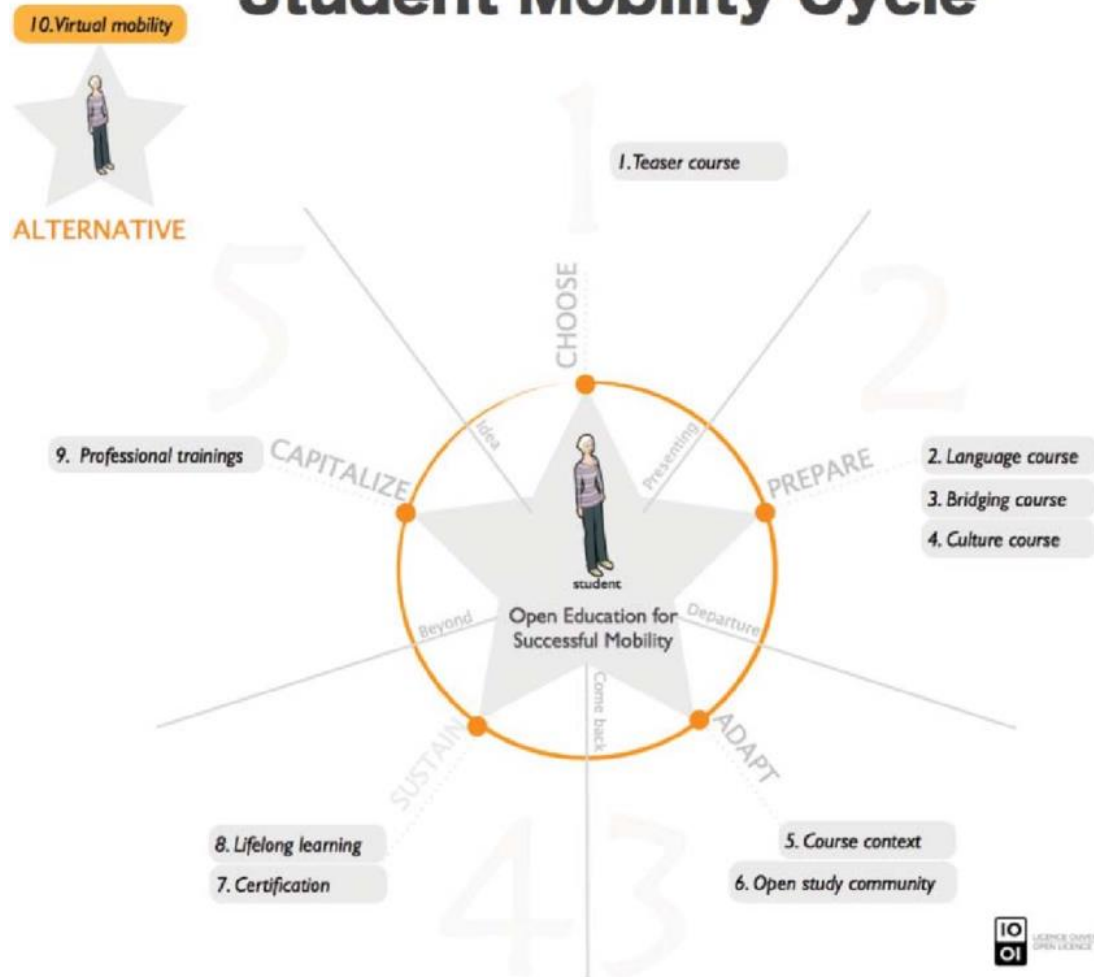 Student Mobility Cycle
10. Virtual mobility
ALTERNATIVE
1
1. Teaser course
CHOOSE
5
2
Idea
Presenting
9. Professional trainings
CAPITALIZE
PREPARE
2. Language course
3. Bridging course
4. Culture course
student
Open Education for
Successful Mobility
Beyond
Departure
Come back
SUSTAIN
ADAPT
4
3
8. Lifelong learning
7. Certification
5. Course context
6. Open study community
IO
OI
OPEN LICENCE